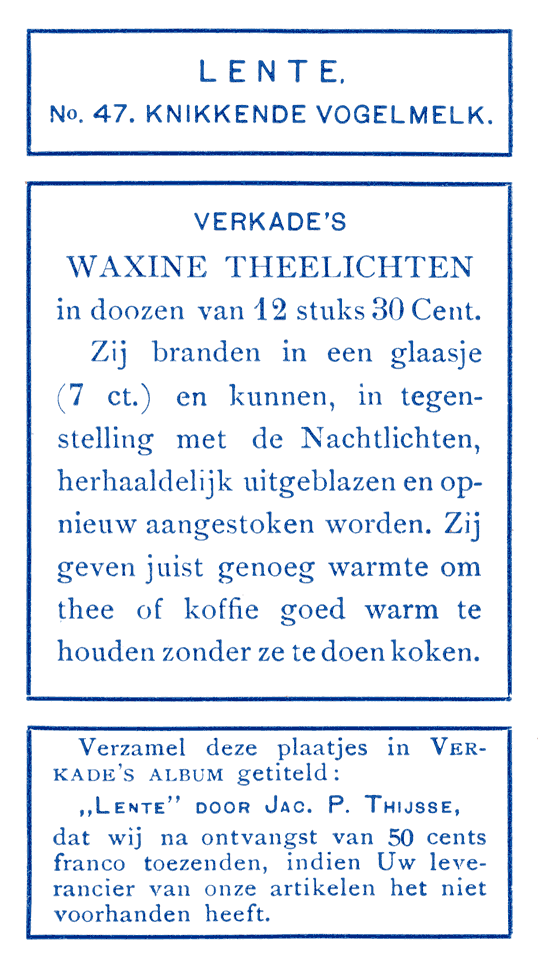 LENTE.
No. 47. KNIKKENDE VOGELMELK.
VERKADE'S
WAXINE THEELICHTEN
in doozen van 12 stuks 30 Cent.
Zij branden in een glaasje
(7 ct.) en kunnen, in tegen-
stelling met de Nachtlichten,
herhaaldelijk uitgeblazen en op-
nieuw aangestoken worden. Zij
geven juist genoeg warmte om
thee of koffie goed warm te
houden zonder ze te doen koken.
Verzamel deze plaatjes in VER-
KADE'S ALBUM getiteld:
„LENTE” DOOR JAC. P. THIJSSE,
dat wij na ontvangst van 50 cents
franco toezenden, indien Uw leve-
rancier van onze artikelen het niet
voorhanden heeft.